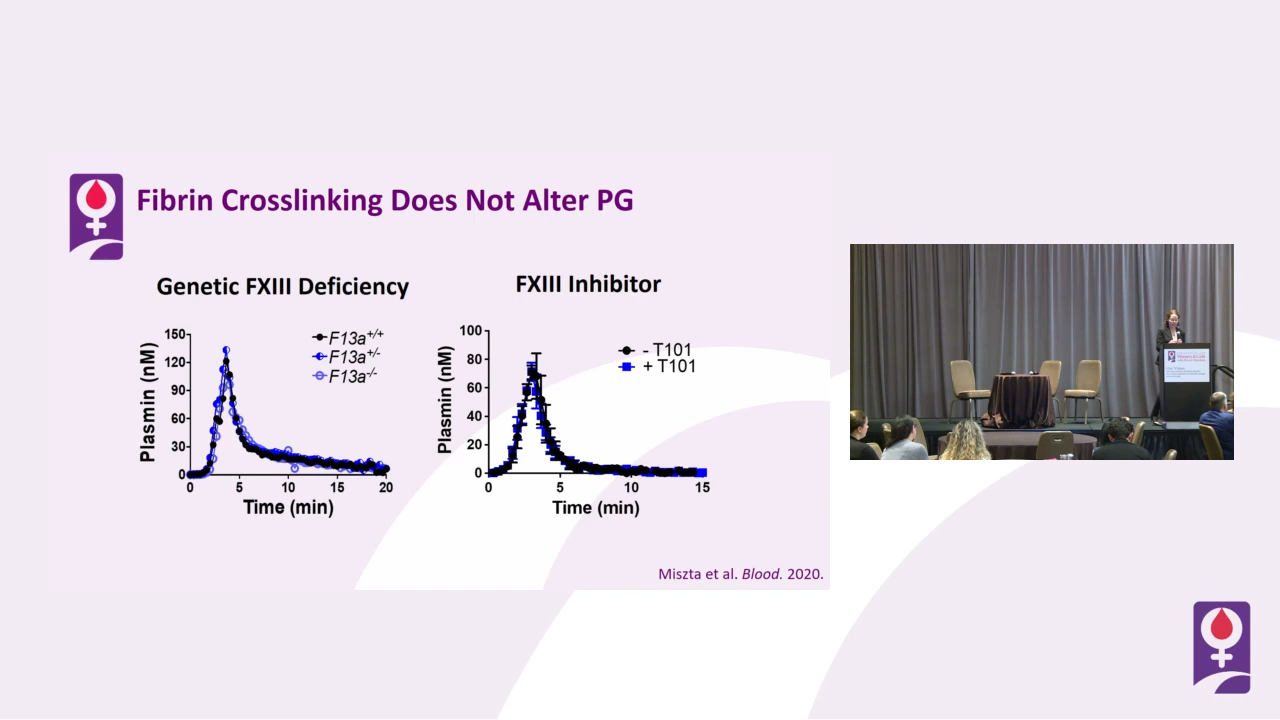 Fibrin Crosslinking Does Not Alter PG
Genetic FXIII Deficiency
Plasmin (nM)
150
120
90
60
30
0
0 5 10 15 20
Time (min)
F13a+/+
F13a+/-
F13a-/-
FXIII Inhibitor
Plasmin (nM)
100
80
60
40
20
0
0 5 10 15
Time (min)
- T101
+ T101
Miszta et al. Blood. 2020.